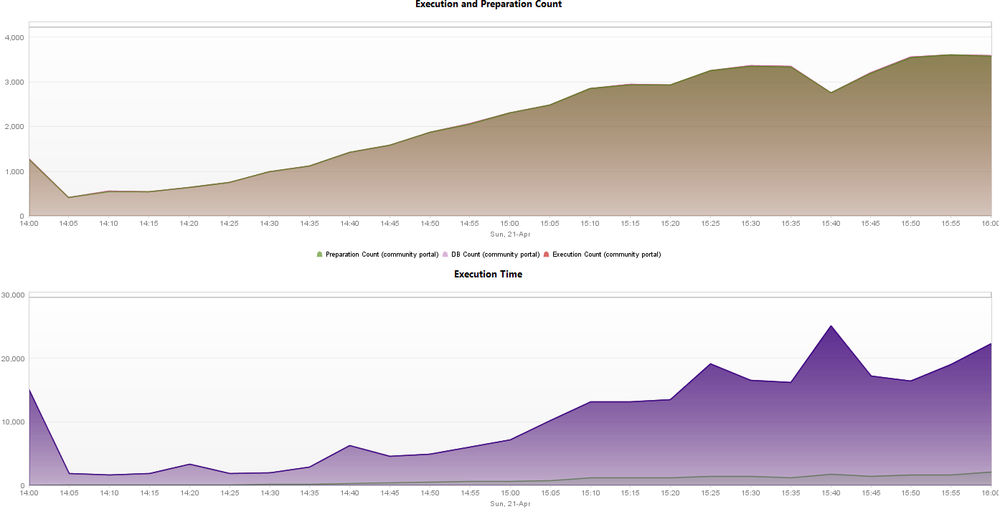 Execution and Preparation Count
4,000
3,000
2,000
1,000
0
14:00 14:05 14:10 14:15 14:20 14:25 14:30 14:35 14:40 14:45 14:50 14:55 15:00 15:05 15:10 15:15 15:20 15:25 15:30 15:35 15:40 15:45 15:50 15:55 16:00
Sun, 21-Apr
Preparation Count (community portal) DB Count (community portal) Execution Count (community portal)
Execution Time
30,000
20,000
10,000
0
14:00 14:05 14:10 14:15 14:20 14:25 14:30 14:35 14:40 14:45 14:50 14:55 15:00 15:05 15:10 15:15 15:20 15:25 15:30 15:35 15:40 15:45 15:50 15:55 16:00
Sun, 21-Apr